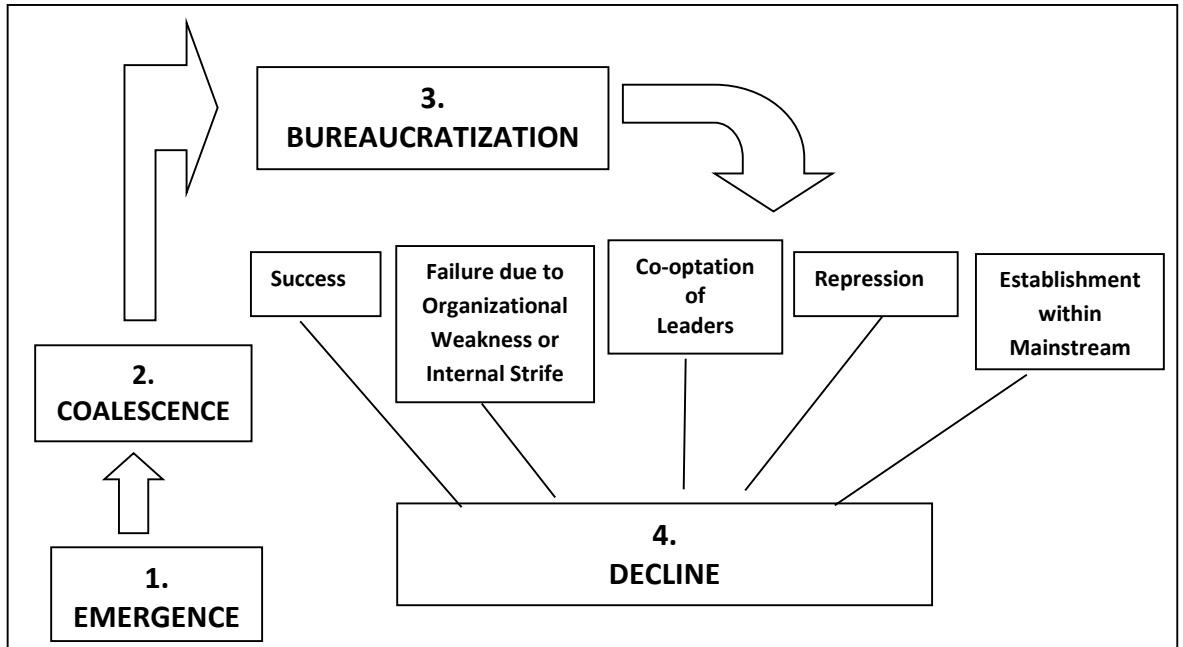 3.
BUREAUCRATIZATION
Success
Failure due to
Organizational
Weakness or
Internal Strife
Co-optation
of
Leaders
Repression
Establishment
within
Mainstream
2.
COALESCENCE
4.
DECLINE
1.
EMERGENCE